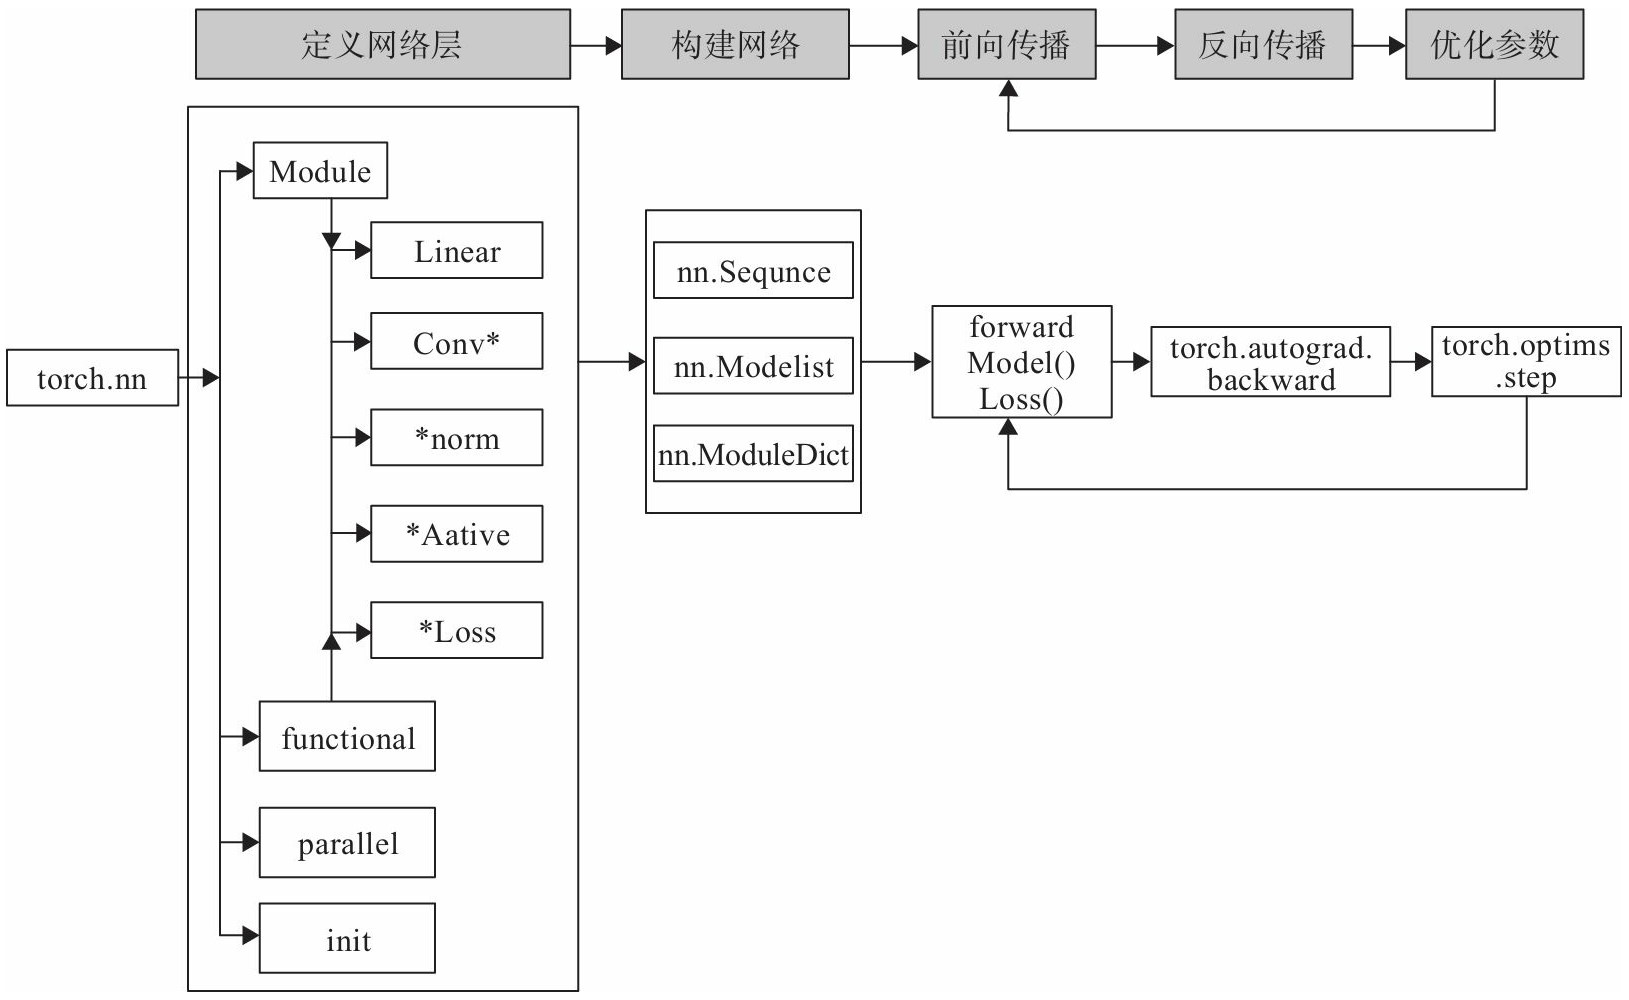 定义网络层
构建网络
前向传播
反向传播
优化参数
torch.nn
Module
Linear
Conv*
*norm
*Aative
*Loss
functional
parallel
init
nn.Sequnce
nn.Modelist
nn.ModuleDict
forward
Model()
Loss()
torch.autograd.
backward
torch.optims
.step